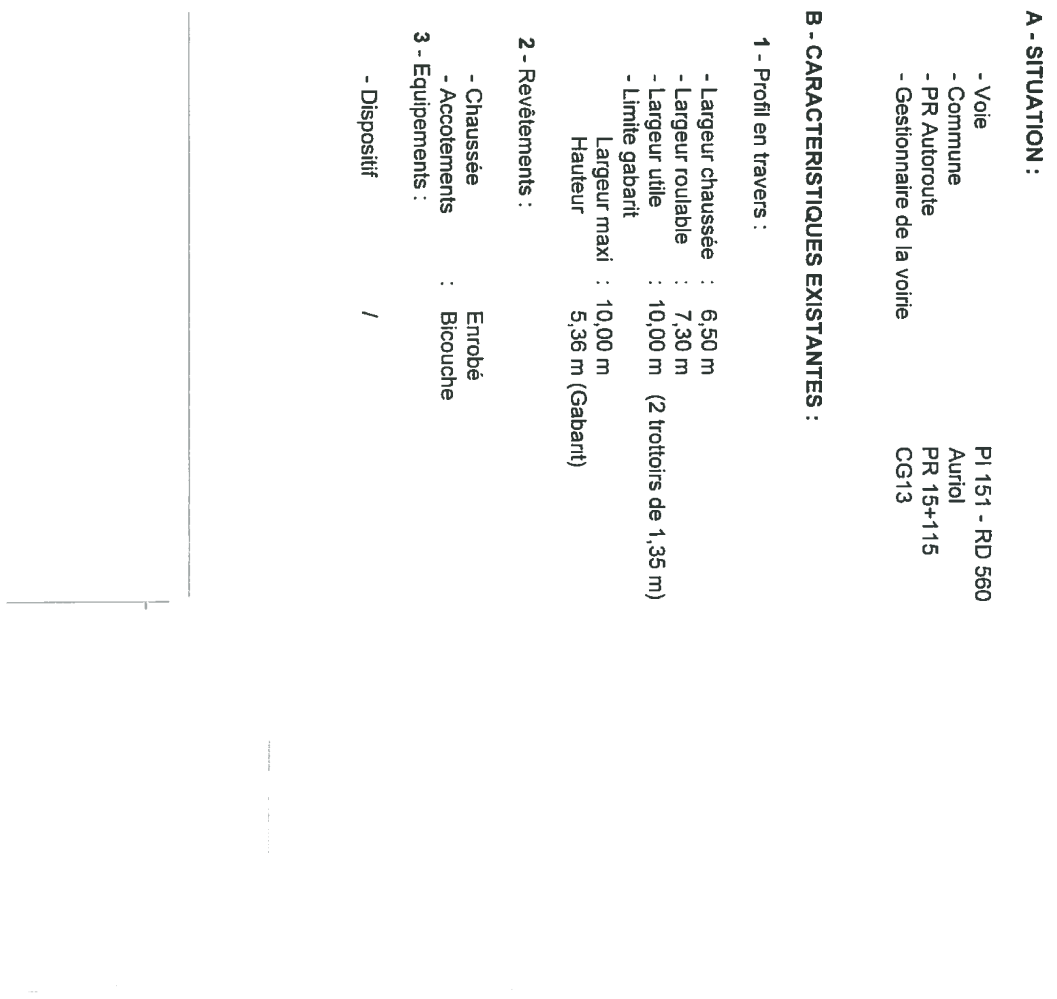 A - SITUATION :
- Voie PI 151 - RD 560
- Commune Auriol
- PR Autoroute PR 15+115
- Gestionnaire de la voirie CG13
B - CARACTERISTIQUES EXISTANTES :
1 - Profil en travers :
- Largeur chaussée : 6,50 m
- Largeur roulable : 7,30 m
- Largeur utile : 10,00 m (2 trottoirs de 1,35 m)
- Limite gabarit
Largeur maxi : 10,00 m
Hauteur 5,36 m (Gabarit)
2 - Revêtements :
- Chaussée Enrobé
- Accotements : Bicouche
3 - Equipements :
- Dispositif /